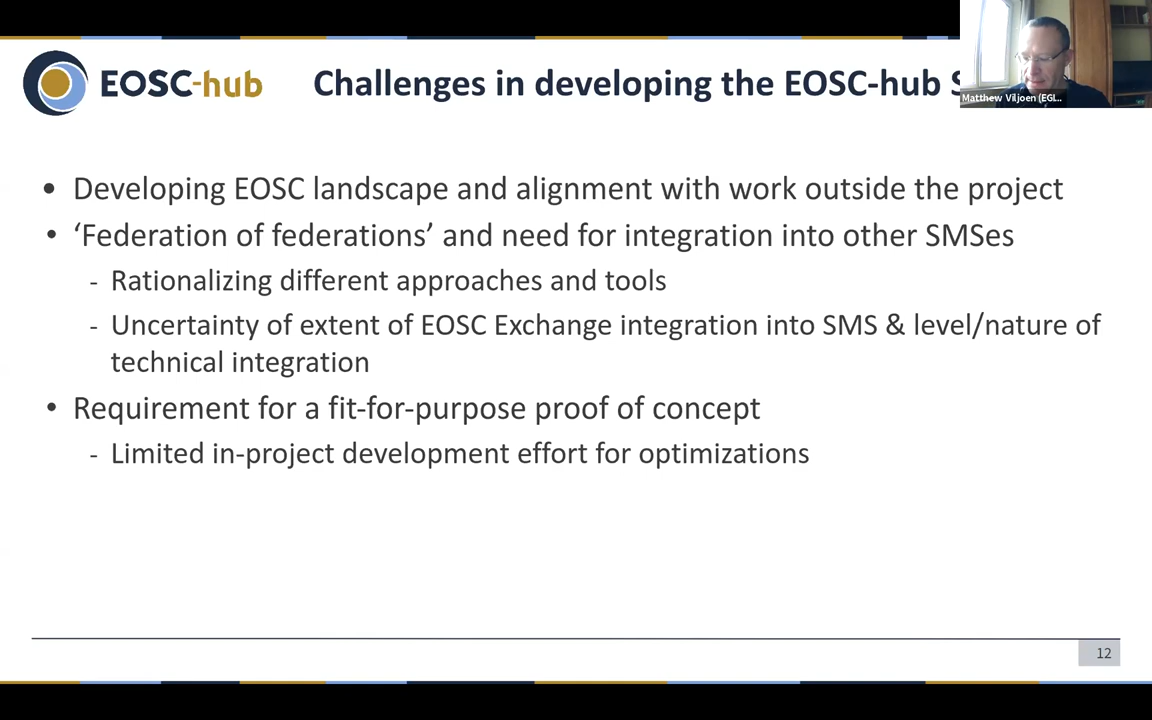 EOSC-hub
Challenges in developing the EOSC-hub
Matthew Viljoen (EGI...
• Developing EOSC landscape and alignment with work outside the project
• ‘Federation of federations’ and need for integration into other SMSes
- Rationalizing different approaches and tools
- Uncertainty of extent of EOSC Exchange integration into SMS & level/nature of
technical integration
• Requirement for a fit-for-purpose proof of concept
- Limited in-project development effort for optimizations
12